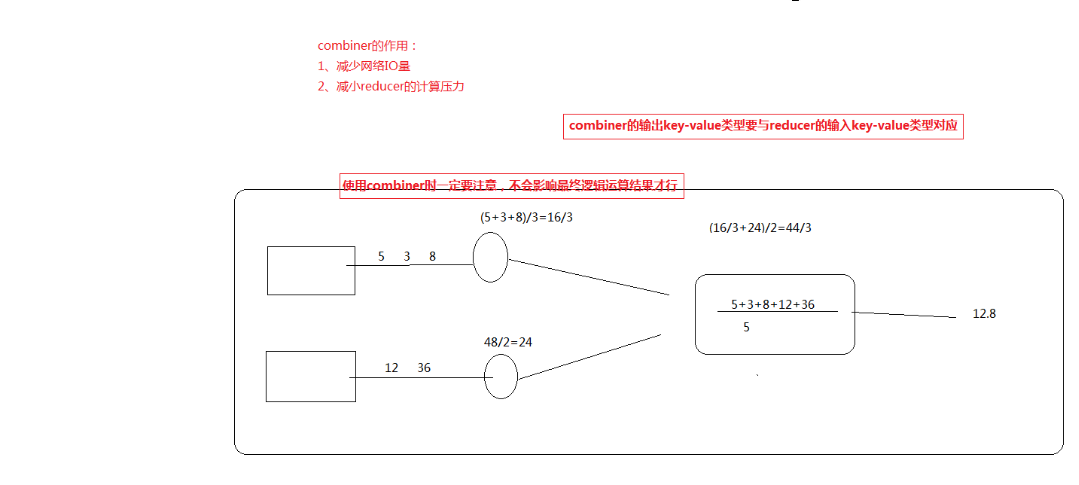 combiner的作用：
1、减少网络IO量
2、减小reducer的计算压力
combiner的输出key-value类型要与reducer的输入key-value类型对应
使用combiner时一定要注意，不会影响最终逻辑运算结果才行
(5+3+8)/3=16/3
(16/3+24)/2=44/3
5 3 8
5+3+8+12+36
5
12.8
48/2=24
12 36